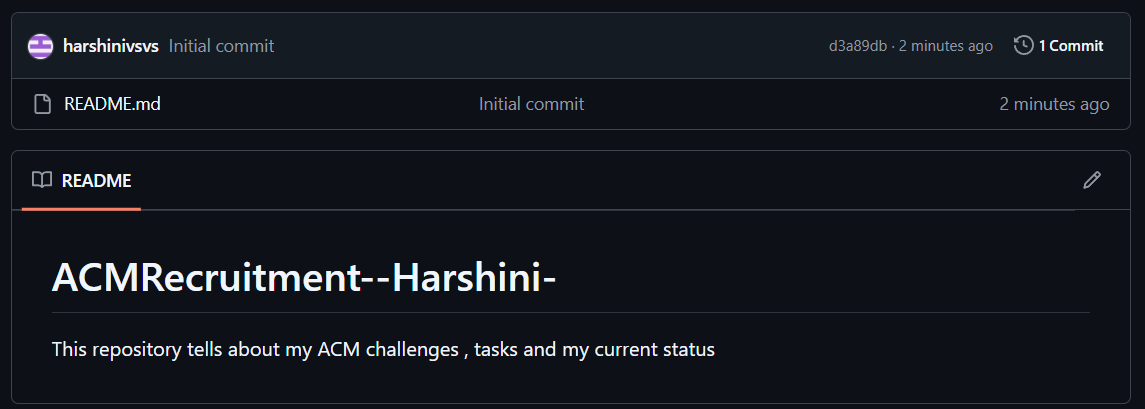 harshinivsvs Initial commit d3a89db · 2 minutes ago 1 Commit
README.md Initial commit 2 minutes ago
README
ACMRecruitment--Harshini-
This repository tells about my ACM challenges , tasks and my current status